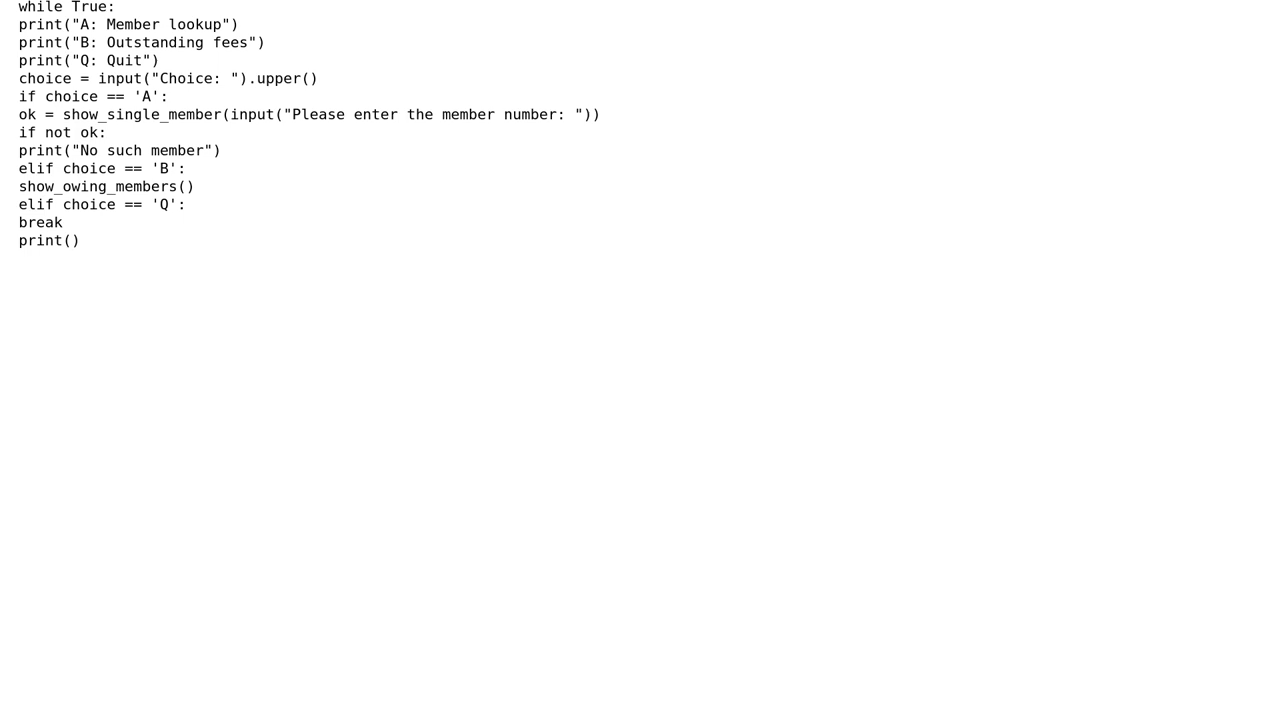 while True:
print("A: Member lookup")
print("B: Outstanding fees")
print("Q: Quit")
choice = input("Choice: ").upper()
if choice == 'A':
ok = show_single_member(input("Please enter the member number: "))
if not ok:
print("No such member")
elif choice == 'B':
show_owing_members()
elif choice == 'Q':
break
print()